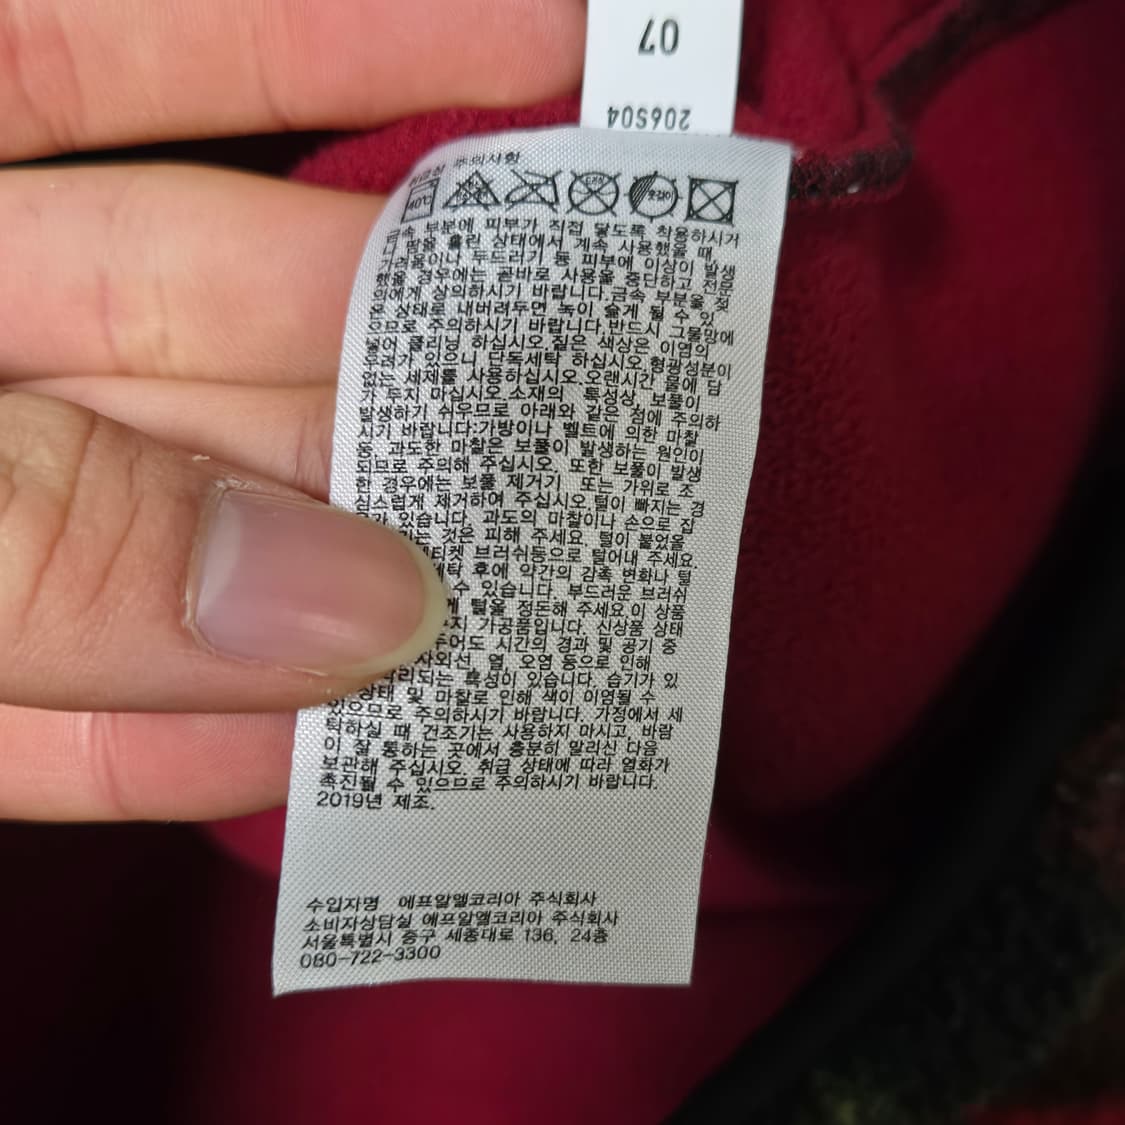 07
206S04
주의사항
40℃
금속 부분에 피부가 직접 닿도록 착용하시거
나 땀을 흘린 상태에서 계속 사용했을 때,
가려움이나 두드러기 등 피부에 이상이 발생
했을 경우에는 곧바로 사용을 중단하고 전문
의에게 상의하시기 바랍니다.금속 부분을 젖
은 상태로 내버려두면 녹이 슬게 될 수 있
으므로 주의하시기 바랍니다.반드시 그물망에
넣어 클리닝 하십시오.짙은 색상은 이염의
우려가 있으니 단독세탁 하십시오.형광성분이
없는 세제를 사용하십시오.오랜시간 물에 담
가 두지 마십시오.소재의 특성상, 보풀이
발생하기 쉬우므로 아래와 같은 점에 주의하
시기 바랍니다:가방이나 벨트에 의한 마찰
등, 과도한 마찰은 보풀이 발생하는 원인이
되므로 주의해 주십시오. 또한 보풀이 발생
한 경우에는 보풀 제거기 또는 가위로 조
심스럽게 제거하여 주십시오.털이 빠지는 경
우가 있습니다. 과도의 마찰이나 손으로 잡
것은 피해 주세요. 털이 붙었을
브러쉬등으로 털어내 주세요.
후에 약간의 감촉 변화나 털
수 있습니다. 부드러운 브러쉬
털을 정돈해 주세요.이 상품
가공품입니다. 신상품 상태
시간의 경과 및 공기 중
자외선, 열, 오염 등으로 인해
특성이 있습니다. 습기가 있
상태 및 마찰로 인해 색이 이염될 수
있으므로 주의하시기 바랍니다. 가정에서 세
탁하실 때 건조기는 사용하지 마시고, 바람
이 잘 통하는 곳에서 충분히 말리신 다음
보관해 주십시오. 취급 상태에 따라 열화가
촉진될 수 있으므로 주의하시기 바랍니다.
2019년 제조.
수입자명 에프알엘코리아 주식회사
소비자상담실 에프알엘코리아 주식회사
서울특별시 중구 세종대로 136, 24층
080-722-3300